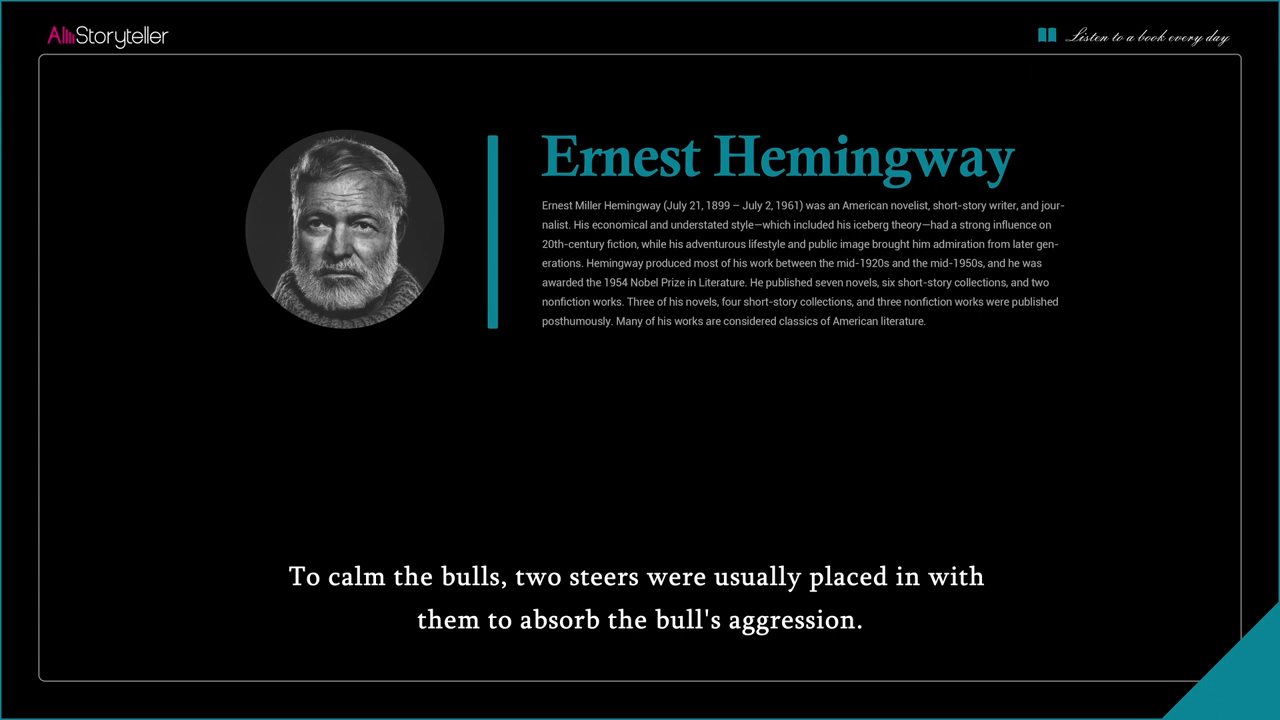 AllStoryteller
Listen to a book every day
Ernest Hemingway
Ernest Miller Hemingway (July 21, 1899 – July 2, 1961) was an American novelist, short-story writer, and jour-
nalist. His economical and understated style—which included his iceberg theory—had a strong influence on
20th-century fiction, while his adventurous lifestyle and public image brought him admiration from later gen-
erations. Hemingway produced most of his work between the mid-1920s and the mid-1950s, and he was
awarded the 1954 Nobel Prize in Literature. He published seven novels, six short-story collections, and two
nonfiction works. Three of his novels, four short-story collections, and three nonfiction works were published
posthumously. Many of his works are considered classics of American literature.
To calm the bulls, two steers were usually placed in with
them to absorb the bull's aggression.